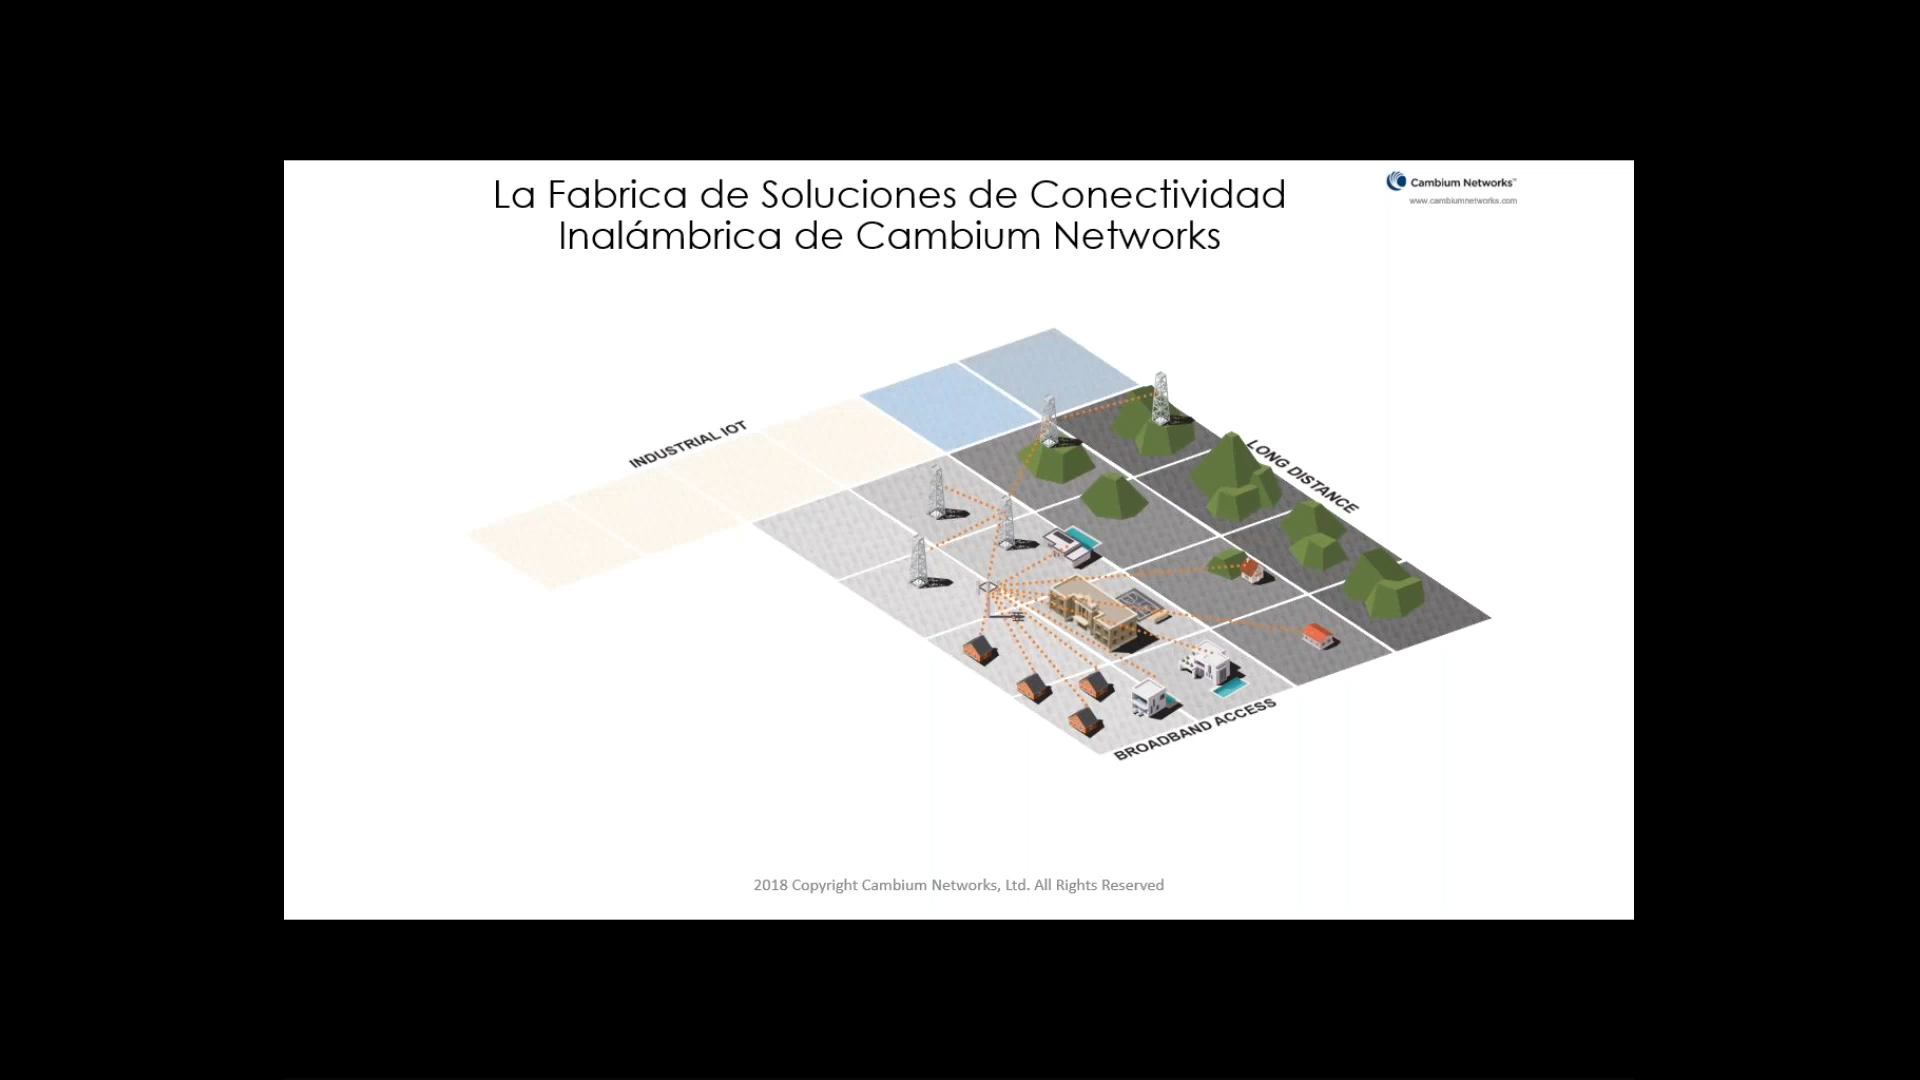 La Fabrica de Soluciones de Conectividad
Inalámbrica de Cambium Networks
Cambium Networks™
www.cambiumnetworks.com
INDUSTRIAL IOT
LONG DISTANCE
BROADBAND ACCESS
2018 Copyright Cambium Networks, Ltd. All Rights Reserved